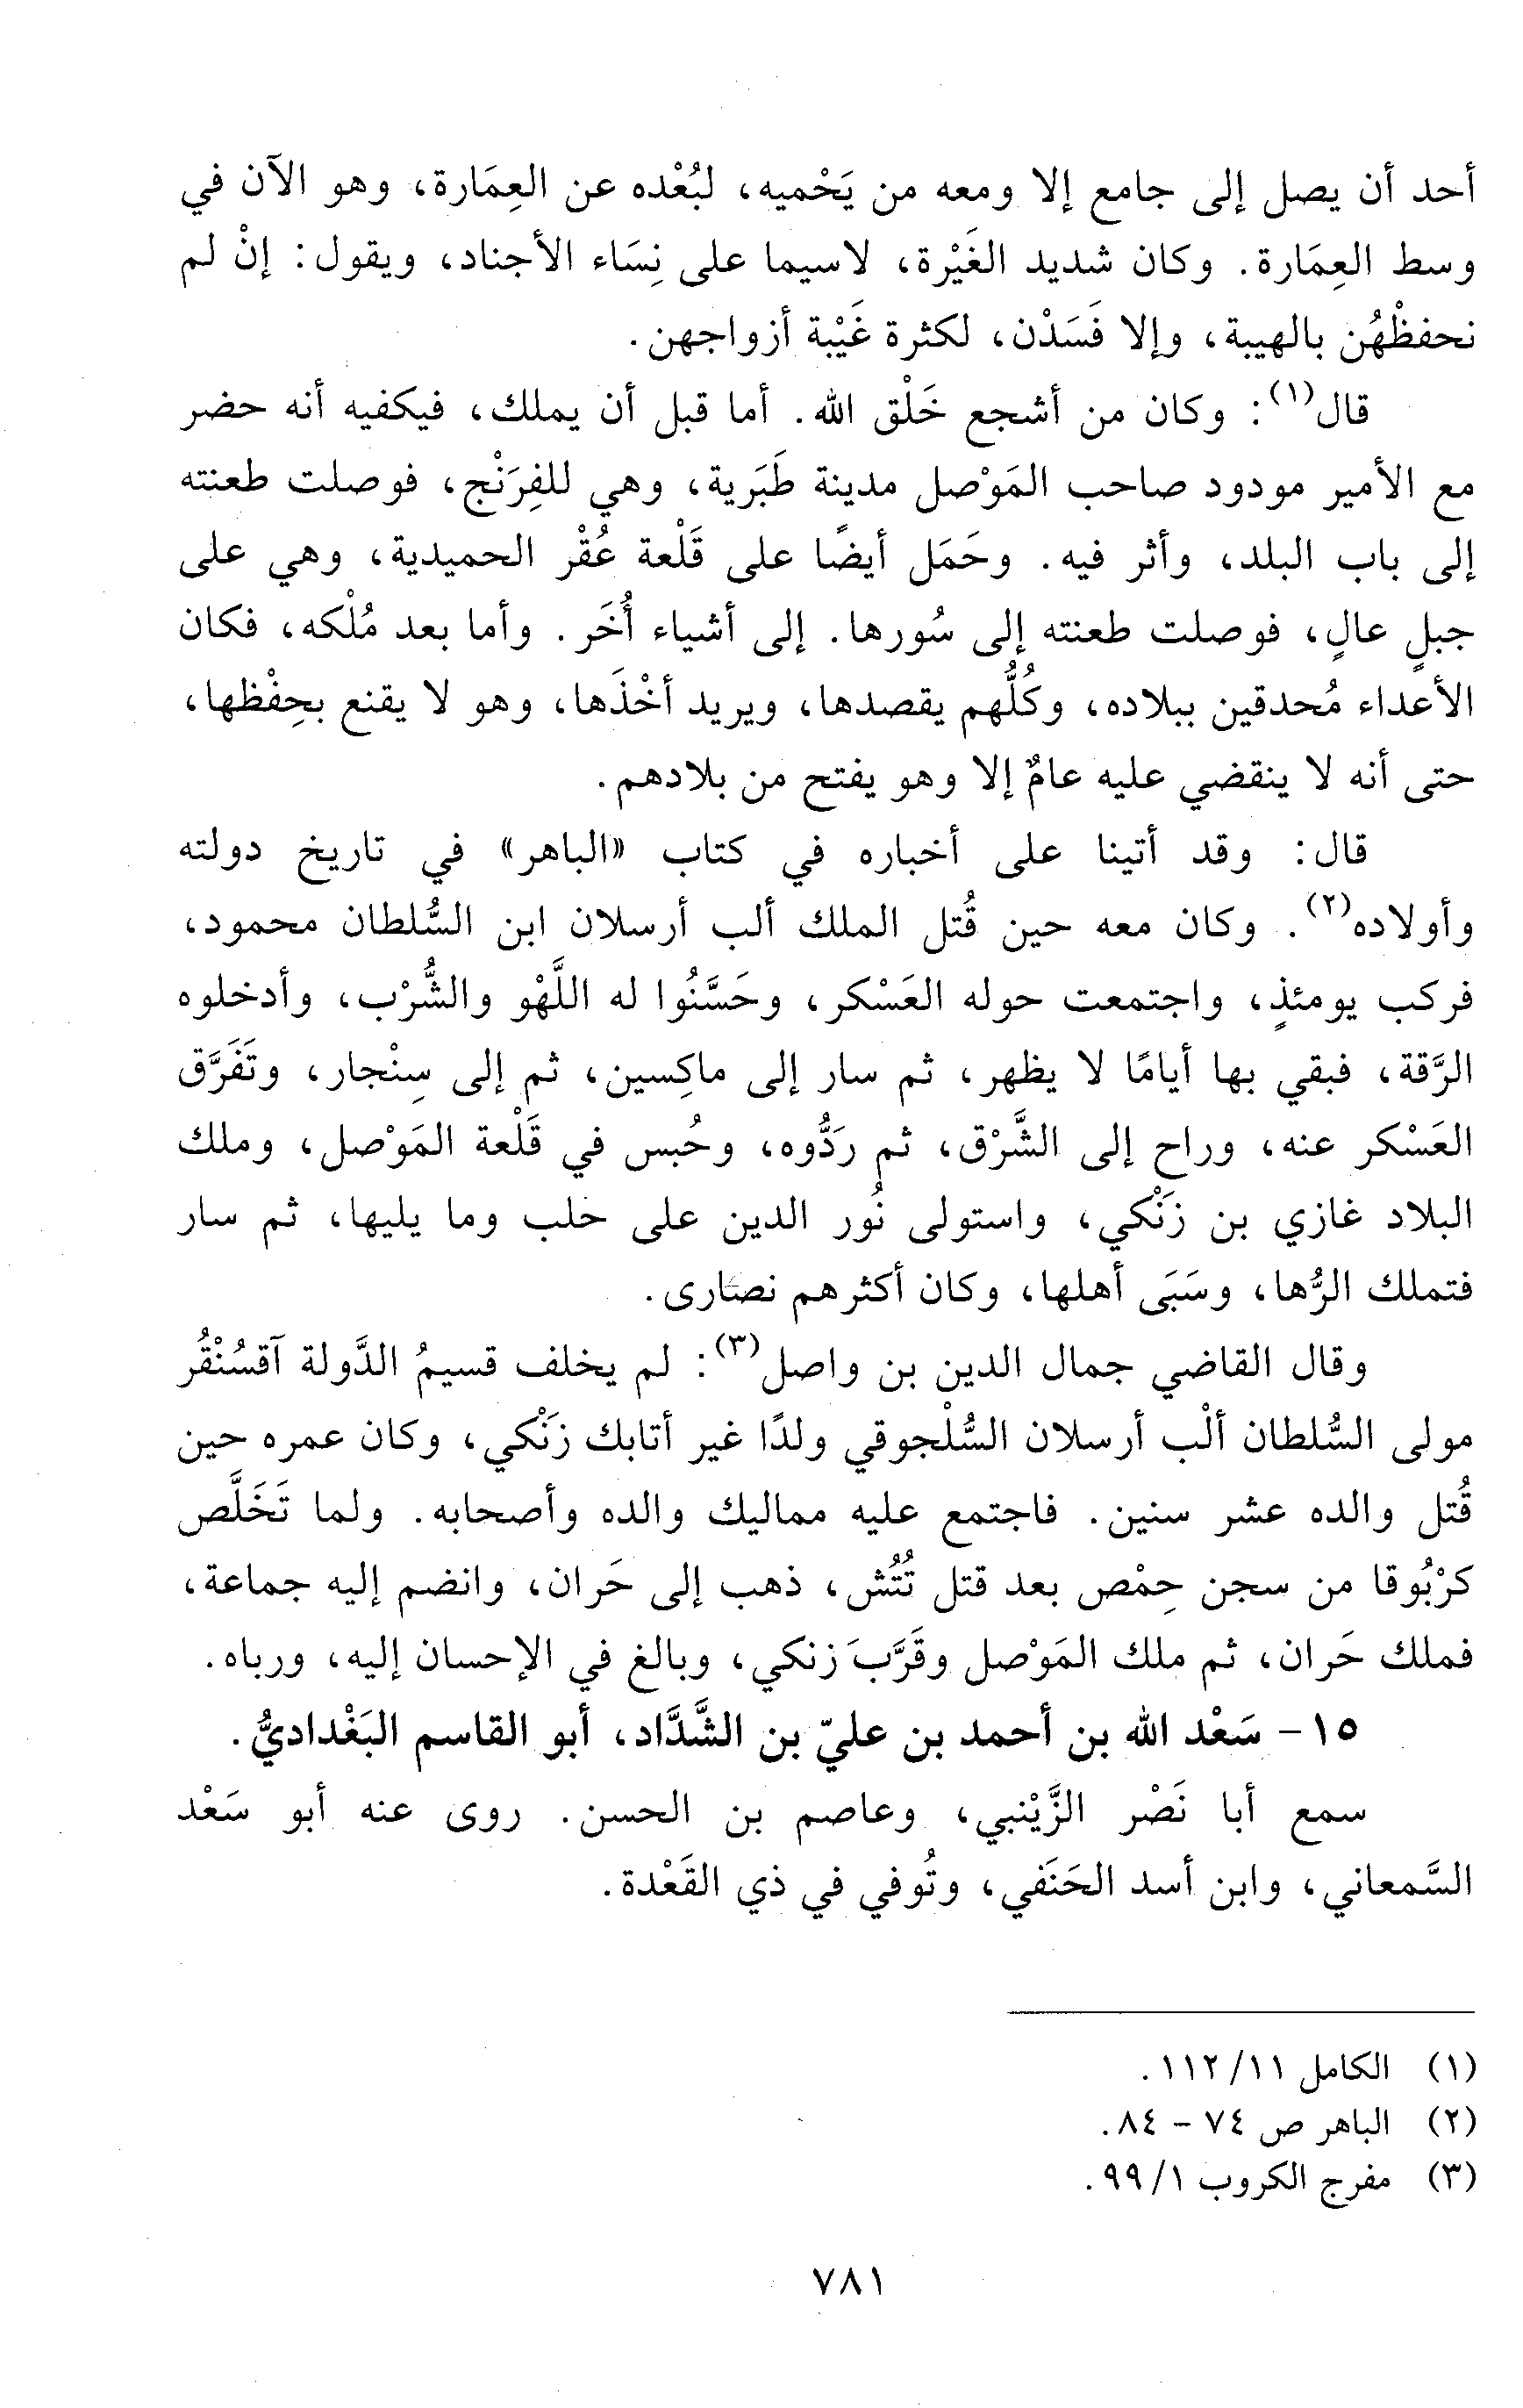 أحد أن يصل إلى جامع إلا ومعه من يَحْميه، لبُعْده عن العِمَارة، وهو الآن في
وسط العِمَارة. وكان شديد الغَيْرة، لاسيما على نِسَاء الأجناد، ويقول: إنْ لم
نحفظْهُن بالهيبة، وإلا فَسَدْن، لكثرة غَيْبة أزواجهن.
قال(١): وكان من أشجع خَلْق الله. أما قبل أن يملك، فيكفيه أنه حضر
مع الأمير مودود صاحب المَوْصل مدينة طَبَرية، وهي للفِرَنْج، فوصلت طعنته
إلى باب البلد، وأثر فيه. وحَمَل أيضًا على قَلْعة عُقْر الحميدية، وهي على
جبلٍ عالٍ، فوصلت طعنته إلى سُورها. إلى أشياء أُخَر. وأما بعد مُلْكه، فكان
الأعداء مُحدقين ببلاده، وكُلُّهم يقصدها، ويريد أخْذَها، وهو لا يقنع بحِفْظها،
حتى أنه لا ينقضي عليه عامٌ إلا وهو يفتح من بلادهم.
قال: وقد أتينا على أخباره في كتاب «الباهر» في تاريخ دولته
وأولاده(٢). وكان معه حين قُتل الملك ألب أرسلان ابن السُّلطان محمود،
فركب يومئذٍ، واجتمعت حوله العَسْكر، وحَسَّنُوا له اللَّهْو والشُّرْب، وأدخلوه
الرَّقة، فبقي بها أيامًا لا يظهر، ثم سار إلى ماكِسين، ثم إلى سِنْجار، وتَفَرَّق
العَسْكر عنه، وراح إلى الشَّرْق، ثم رَدُّوه، وحُبس في قَلْعة المَوْصل، وملك
البلاد غازي بن زَنْكي، واستولى نُور الدين على حلب وما يليها، ثم سار
فتملك الرُّها، وسَبَى أهلها، وكان أكثرهم نصارى.
وقال القاضي جمال الدين بن واصل(٣): لم يخلف قسيمُ الدَّولة آقسُنْقُر
مولى السُّلطان ألْب أرسلان السُّلْجوقي ولدًا غير أتابك زَنْكي، وكان عمره حين
قُتل والده عشر سنين. فاجتمع عليه مماليك والده وأصحابه. ولما تَخَلَّص
كرْبُوقا من سجن حِمْص بعد قتل تُتُش، ذهب إلى حَران، وانضم إليه جماعة،
فملك حَران، ثم ملك المَوْصل وقَرَّبَ زنكي، وبالغ في الإحسان إليه، ورباه.
١٥- سَعْد الله بن أحمد بن عليّ بن الشَّدَّاد، أبو القاسم البَغْداديُّ.
سمع أبا نَصْر الزَّيْنبي، وعاصم بن الحسن. روى عنه أبو سَعْد
السَّمعاني، وابن أسد الحَنَفي، وتُوفي في ذي القَعْدة.
(١) الكامل ١١/ ١١٢.
(٢) الباهر ص ٧٤ - ٨٤.
(٣) مفرج الكروب ١/ ٩٩.
٧٨١